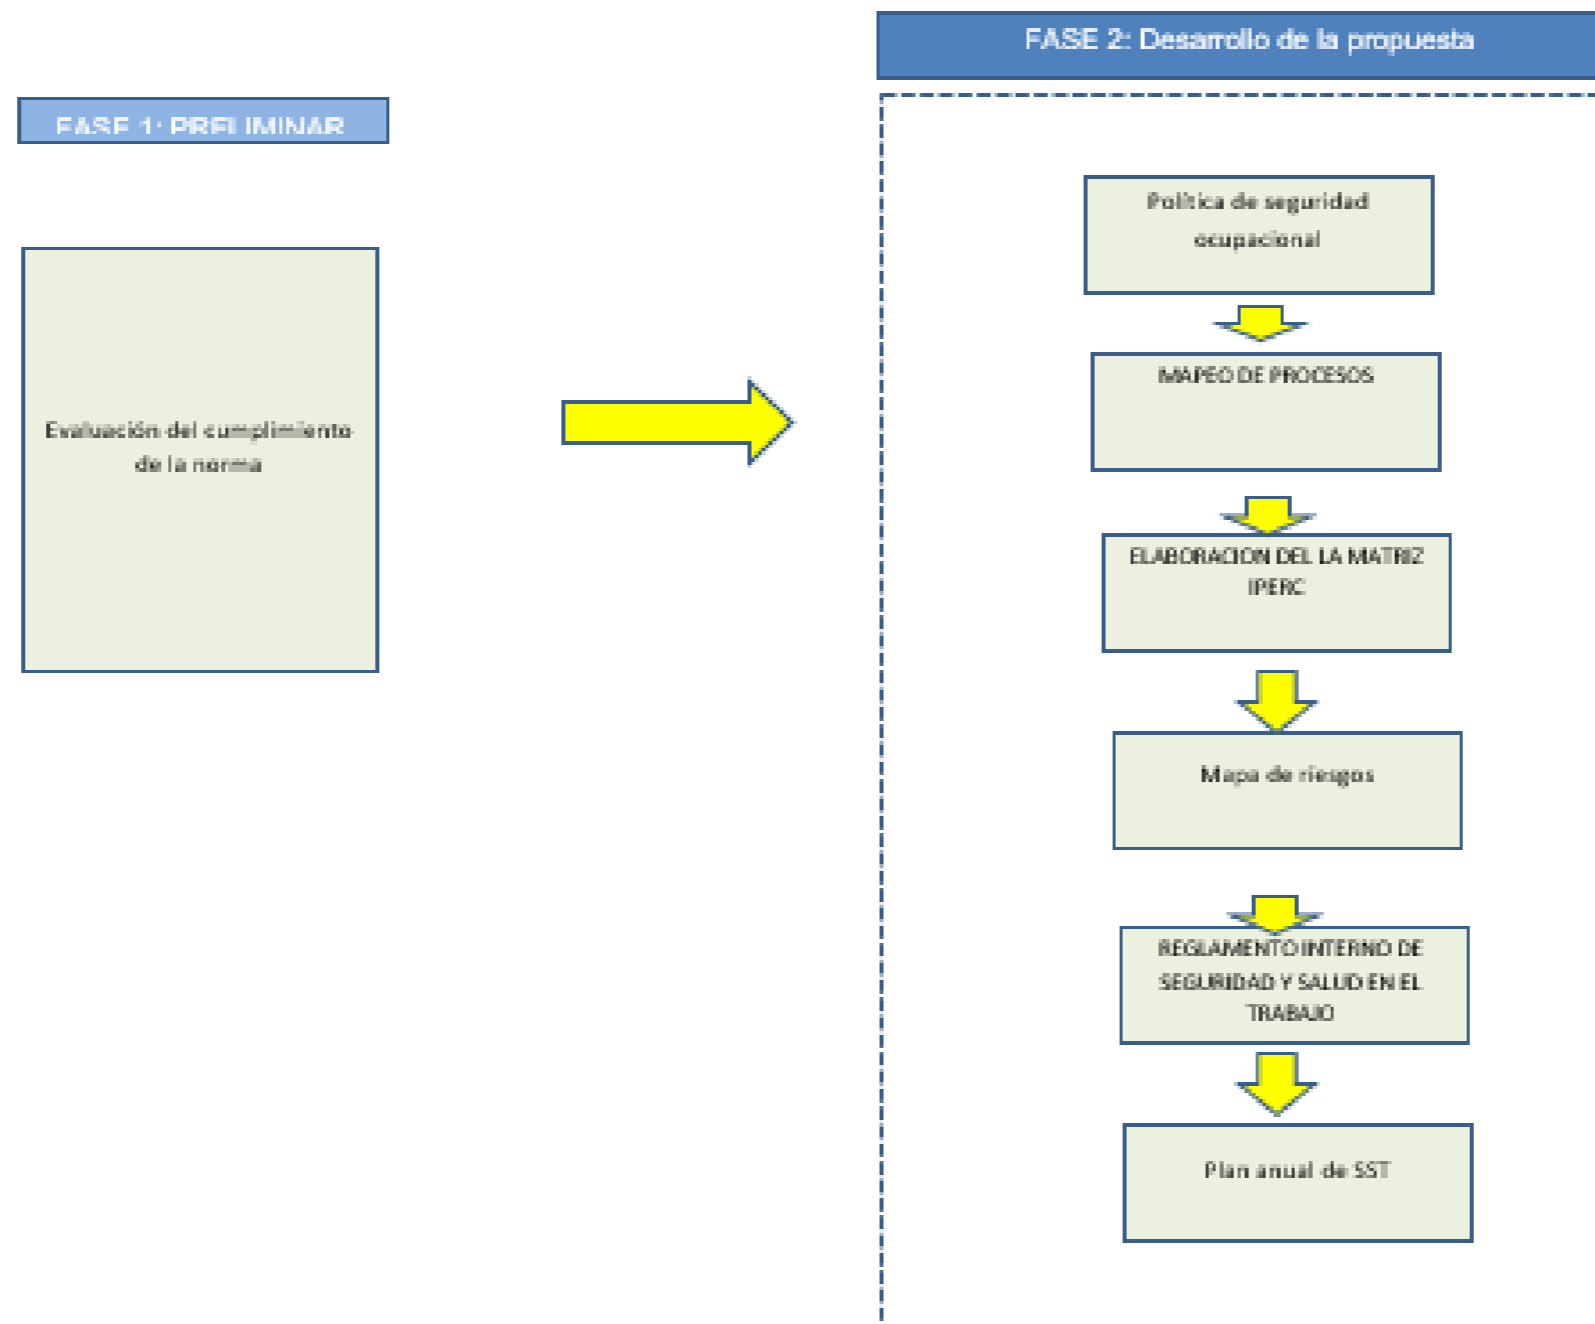 FASE 1: PRELIMINAR
Evaluación del cumplimiento
de la norma
FASE 2: Desarrollo de la propuesta
Política de seguridad
ocupacional
MAPEO DE PROCESOS
ELABORACION DEL LA MATRIZ
IPERC
Mapa de riesgos
REGLAMENTO INTERNO DE
SEGURIDAD Y SALUD EN EL
TRABAJO
Plan anual de SST